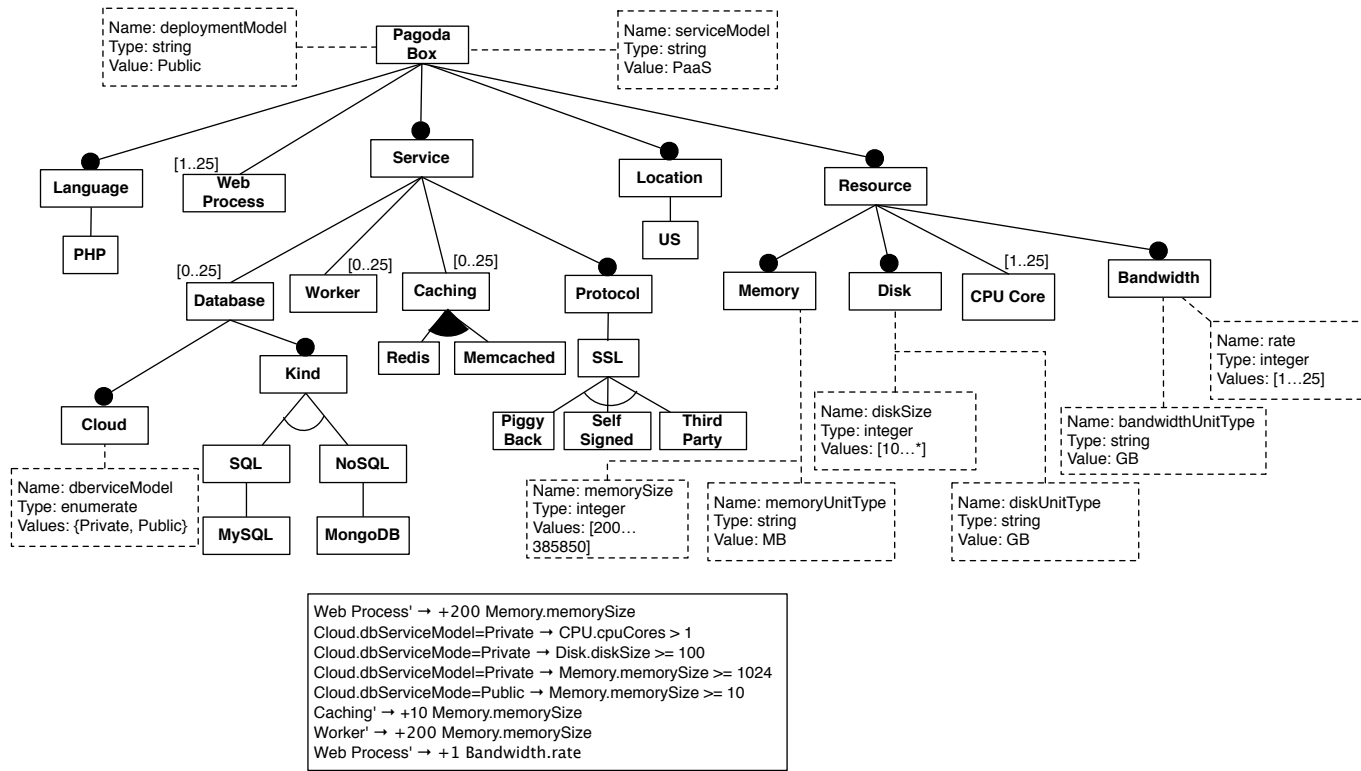 Name: deploymentModel
Type: string
Value: Public
Pagoda
Box
Name: serviceModel
Type: string
Value: PaaS
Language
[1..25]
Web
Process
Service
Location
Resource
PHP
US
[0..25]
Database
[0..25]
Worker
[0..25]
Caching
Protocol
Memory
Disk
[1..25]
CPU Core
Bandwidth
Redis
Memcached
SSL
Kind
Cloud
Piggy
Back
Self
Signed
Third
Party
SQL
NoSQL
MySQL
MongoDB
Name: dberviceModel
Type: enumerate
Values: {Private, Public}
Name: memorySize
Type: integer
Values: [200…
385850]
Name: memoryUnitType
Type: string
Value: MB
Name: diskSize
Type: integer
Values: [10…*]
Name: diskUnitType
Type: string
Value: GB
Name: bandwidthUnitType
Type: string
Value: GB
Name: rate
Type: integer
Values: [1…25]
Web Process' → +200 Memory.memorySize
Cloud.dbServiceModel=Private → CPU.cpuCores > 1
Cloud.dbServiceMode=Private → Disk.diskSize >= 100
Cloud.dbServiceModel=Private → Memory.memorySize >= 1024
Cloud.dbServiceMode=Public → Memory.memorySize >= 10
Caching' → +10 Memory.memorySize
Worker' → +200 Memory.memorySize
Web Process' → +1 Bandwidth.rate